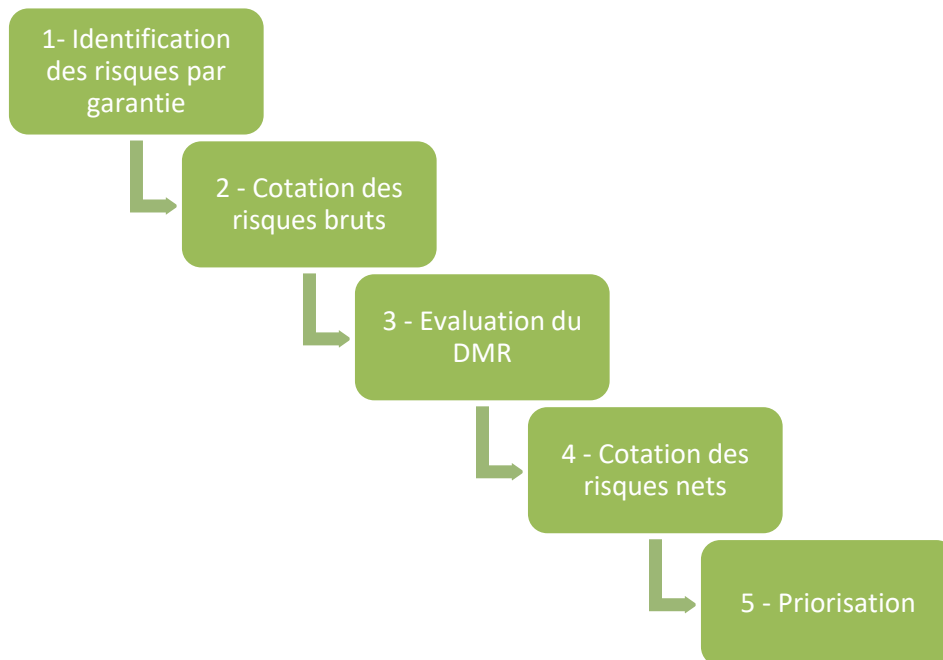 1- Identification
des risques par
garantie
2 - Cotation des
risques bruts
3 - Evaluation du
DMR
4 - Cotation des
risques nets
5 - Priorisation